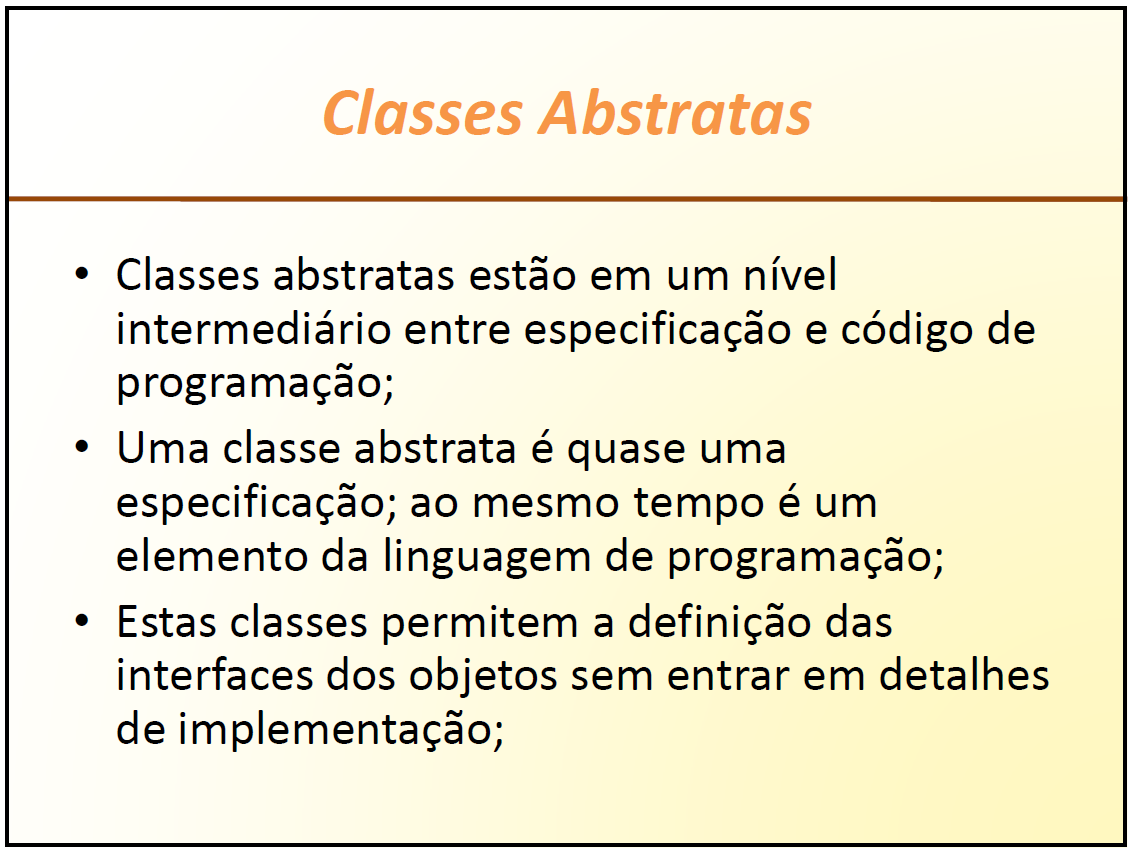 Classes Abstratas
• Classes abstratas estão em um nível
intermediário entre especificação e código de
programação;
• Uma classe abstrata é quase uma
especificação; ao mesmo tempo é um
elemento da linguagem de programação;
• Estas classes permitem a definição das
interfaces dos objetos sem entrar em detalhes
de implementação;